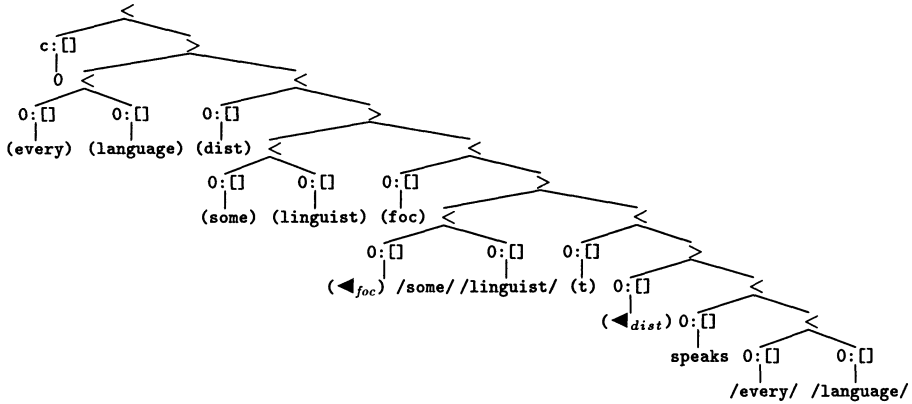 <
c:[] >
0 < <
0:[] 0:[] 0:[] >
(every) (language) (dist) < <
0:[] 0:[] 0:[] >
(some) (linguist) (foc) < <
0:[] 0:[] 0:[] >
(◀foc) /some/ /linguist/ (t) 0:[] <
(◀dist) 0:[] <
speaks 0:[] 0:[]
/every/ /language/